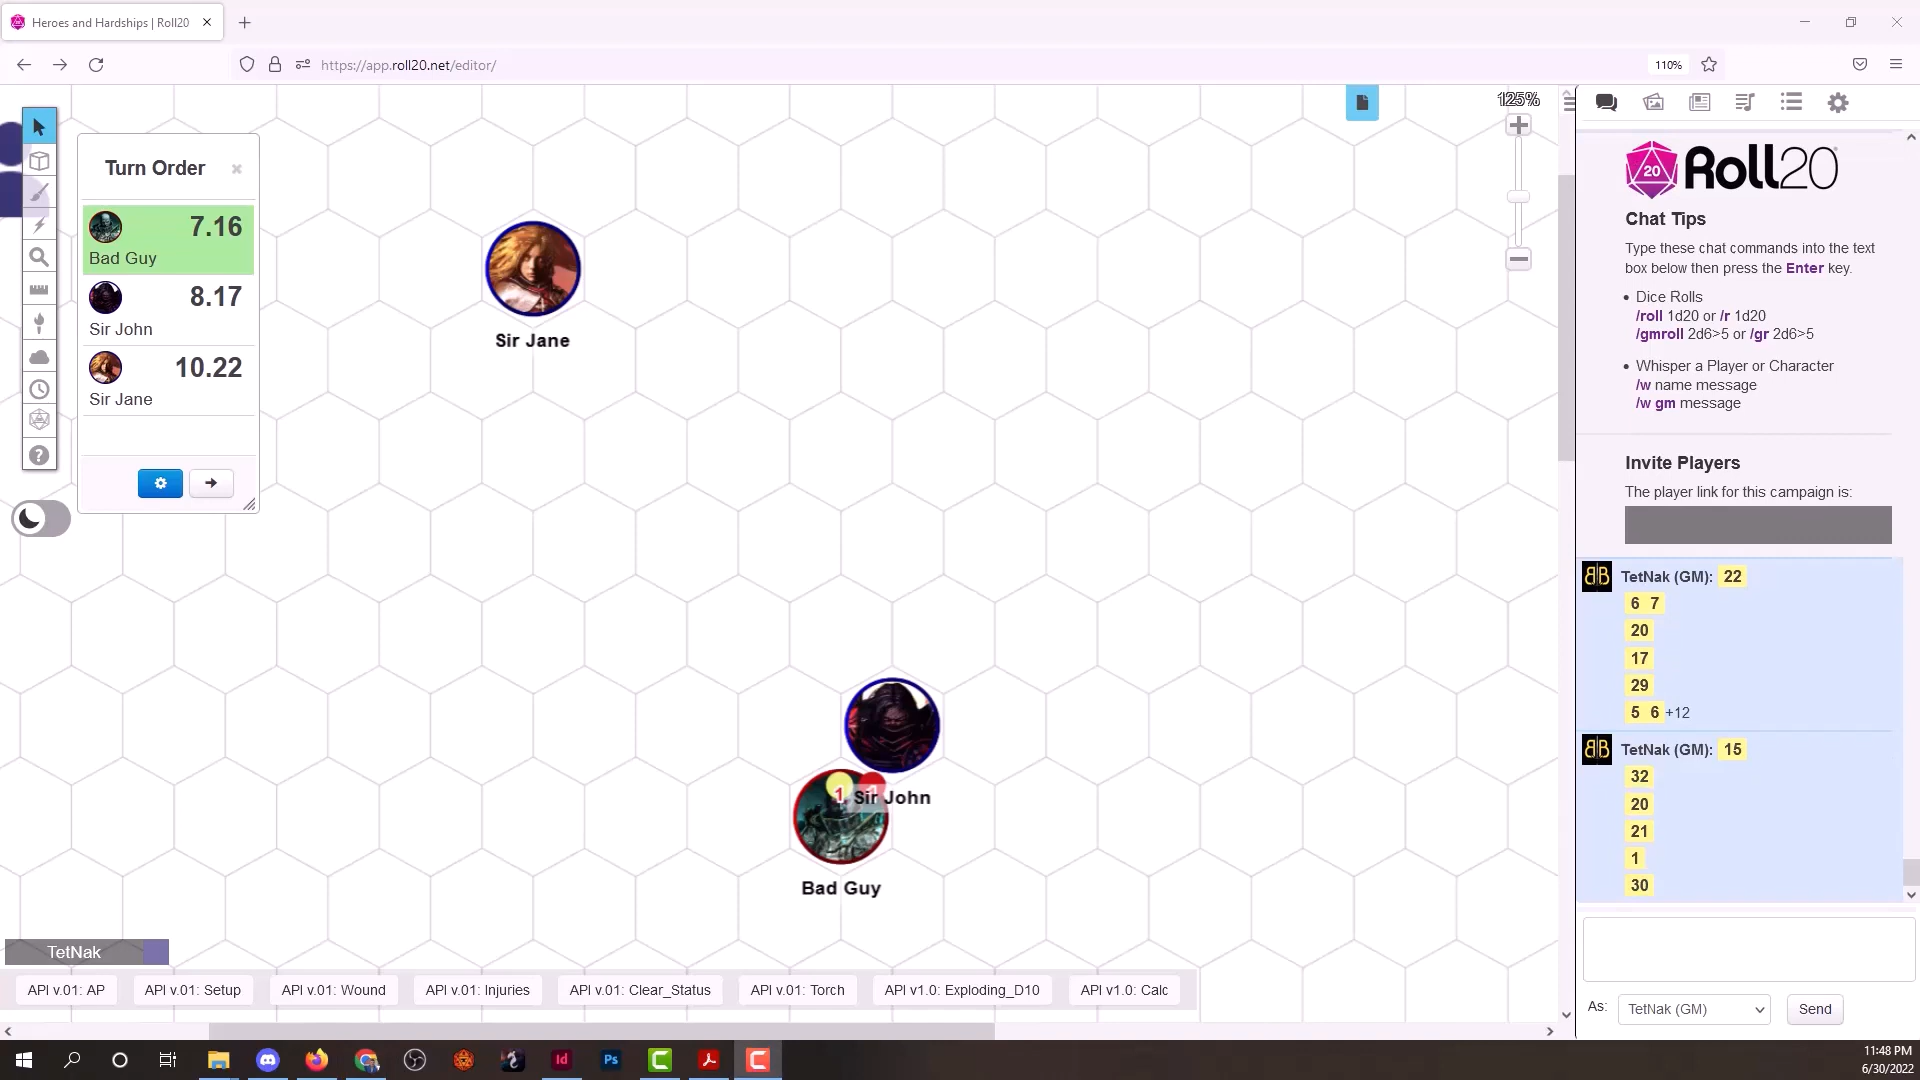 Heroes and Hardships | Roll20
https://app.roll20.net/editor/
110%
125%
Turn Order
7.16
Bad Guy
8.17
Sir John
10.22
Sir Jane
Sir Jane
1
Sir John
Bad Guy
TetNak
API v.01: AP
API v.01: Setup
API v.01: Wound
API v.01: Injuries
API v.01: Clear_Status
API v.01: Torch
API v1.0: Exploding_D10
API v1.0: Calc
20 Roll20
Chat Tips
Type these chat commands into the text
box below then press the Enter key.
• Dice Rolls
/roll 1d20 or /r 1d20
/gmroll 2d6>5 or /gr 2d6>5
• Whisper a Player or Character
/w name message
/w gm message
Invite Players
The player link for this campaign is:
TetNak (GM): 22
6 7
20
17
29
5 6 +12
TetNak (GM): 15
32
20
21
1
30
As: TetNak (GM) Send
Id
Ps
11:48 PM
6/30/2022